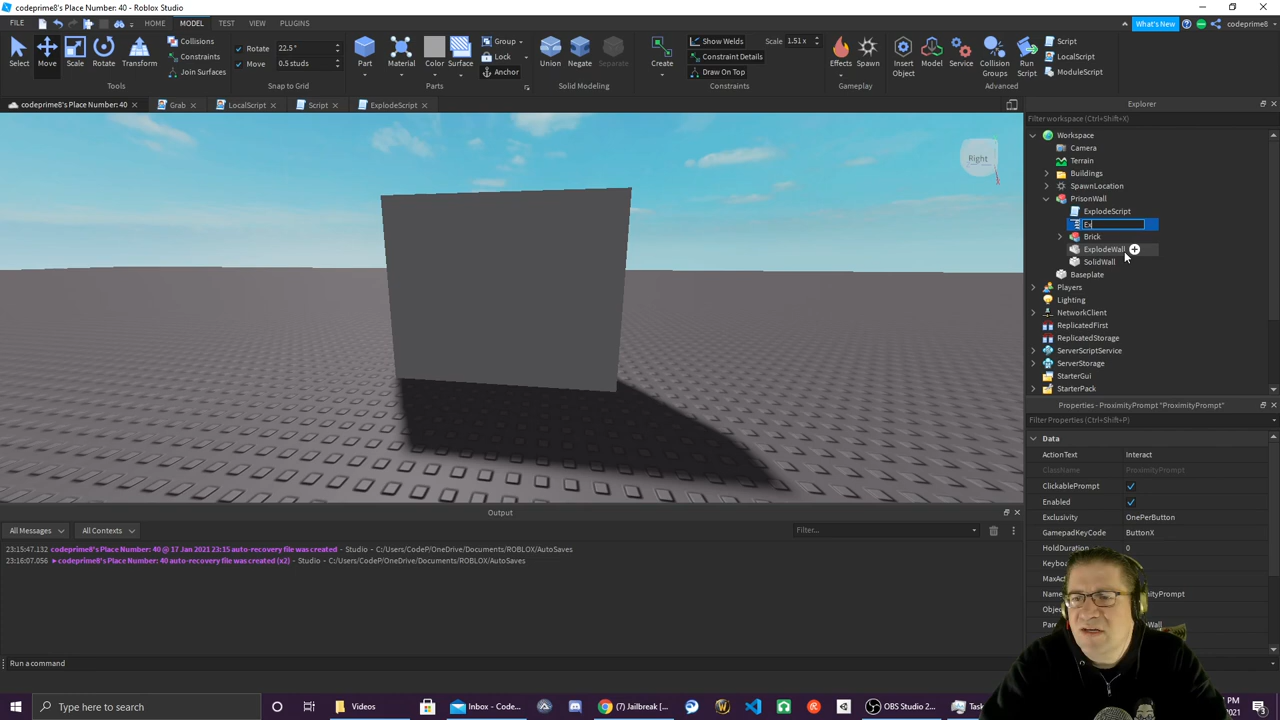 codeprime8's Place Number: 40 - Roblox Studio
FILE HOME MODEL TEST VIEW PLUGINS What's New codeprime8
Select Move Scale Rotate Transform
Collisions
Constraints
Join Surfaces
Tools
Rotate 22.5 °
Move 0.5 studs
Snap to Grid
Part Material Color Surface
Group
Lock
Anchor
Parts
Union Negate Separate
Solid Modeling
Create
Show Welds
Constraint Details
Draw On Top
Scale 1.51 x
Constraints
Effects Spawn
Gameplay
Insert Object
Model
Service
Collision Groups
Run Script
Script
LocalScript
ModuleScript
Advanced
codeprime8's Place Number: 40 Grab LocalScript Script ExplodeScript
Right
Explorer
Filter workspace (Ctrl+Shift+X)
Workspace
Camera
Terrain
Buildings
SpawnLocation
PrisonWall
ExplodeScript
Ex
Brick
ExplodeWall
SolidWall
Baseplate
Players
Lighting
NetworkClient
ReplicatedFirst
ReplicatedStorage
ServerScriptService
ServerStorage
StarterGui
StarterPack
Properties - ProximityPrompt "ProximityPrompt"
Filter Properties (Ctrl+Shift+P)
Data
ActionText Interact
ClassName ProximityPrompt
ClickablePrompt
Enabled
Exclusivity OnePerButton
GamepadKeyCode ButtonX
HoldDuration 0
Output
All Messages All Contexts Filter...
23:15:47.132 codeprime8's Place Number: 40 @ 17 Jan 2021 23:15 auto-recovery file was created - Studio - C:/Users/CodeP/OneDrive/Documents/ROBLOX/AutoSaves
23:16:07.056 ▸ codeprime8's Place Number: 40 auto-recovery file was created (x2) - Studio - C:/Users/CodeP/OneDrive/Documents/ROBLOX/AutoSaves
Run a command
Type here to search
Videos
Inbox - Code...
(7) Jailbreak [...
OBS Studio 2...